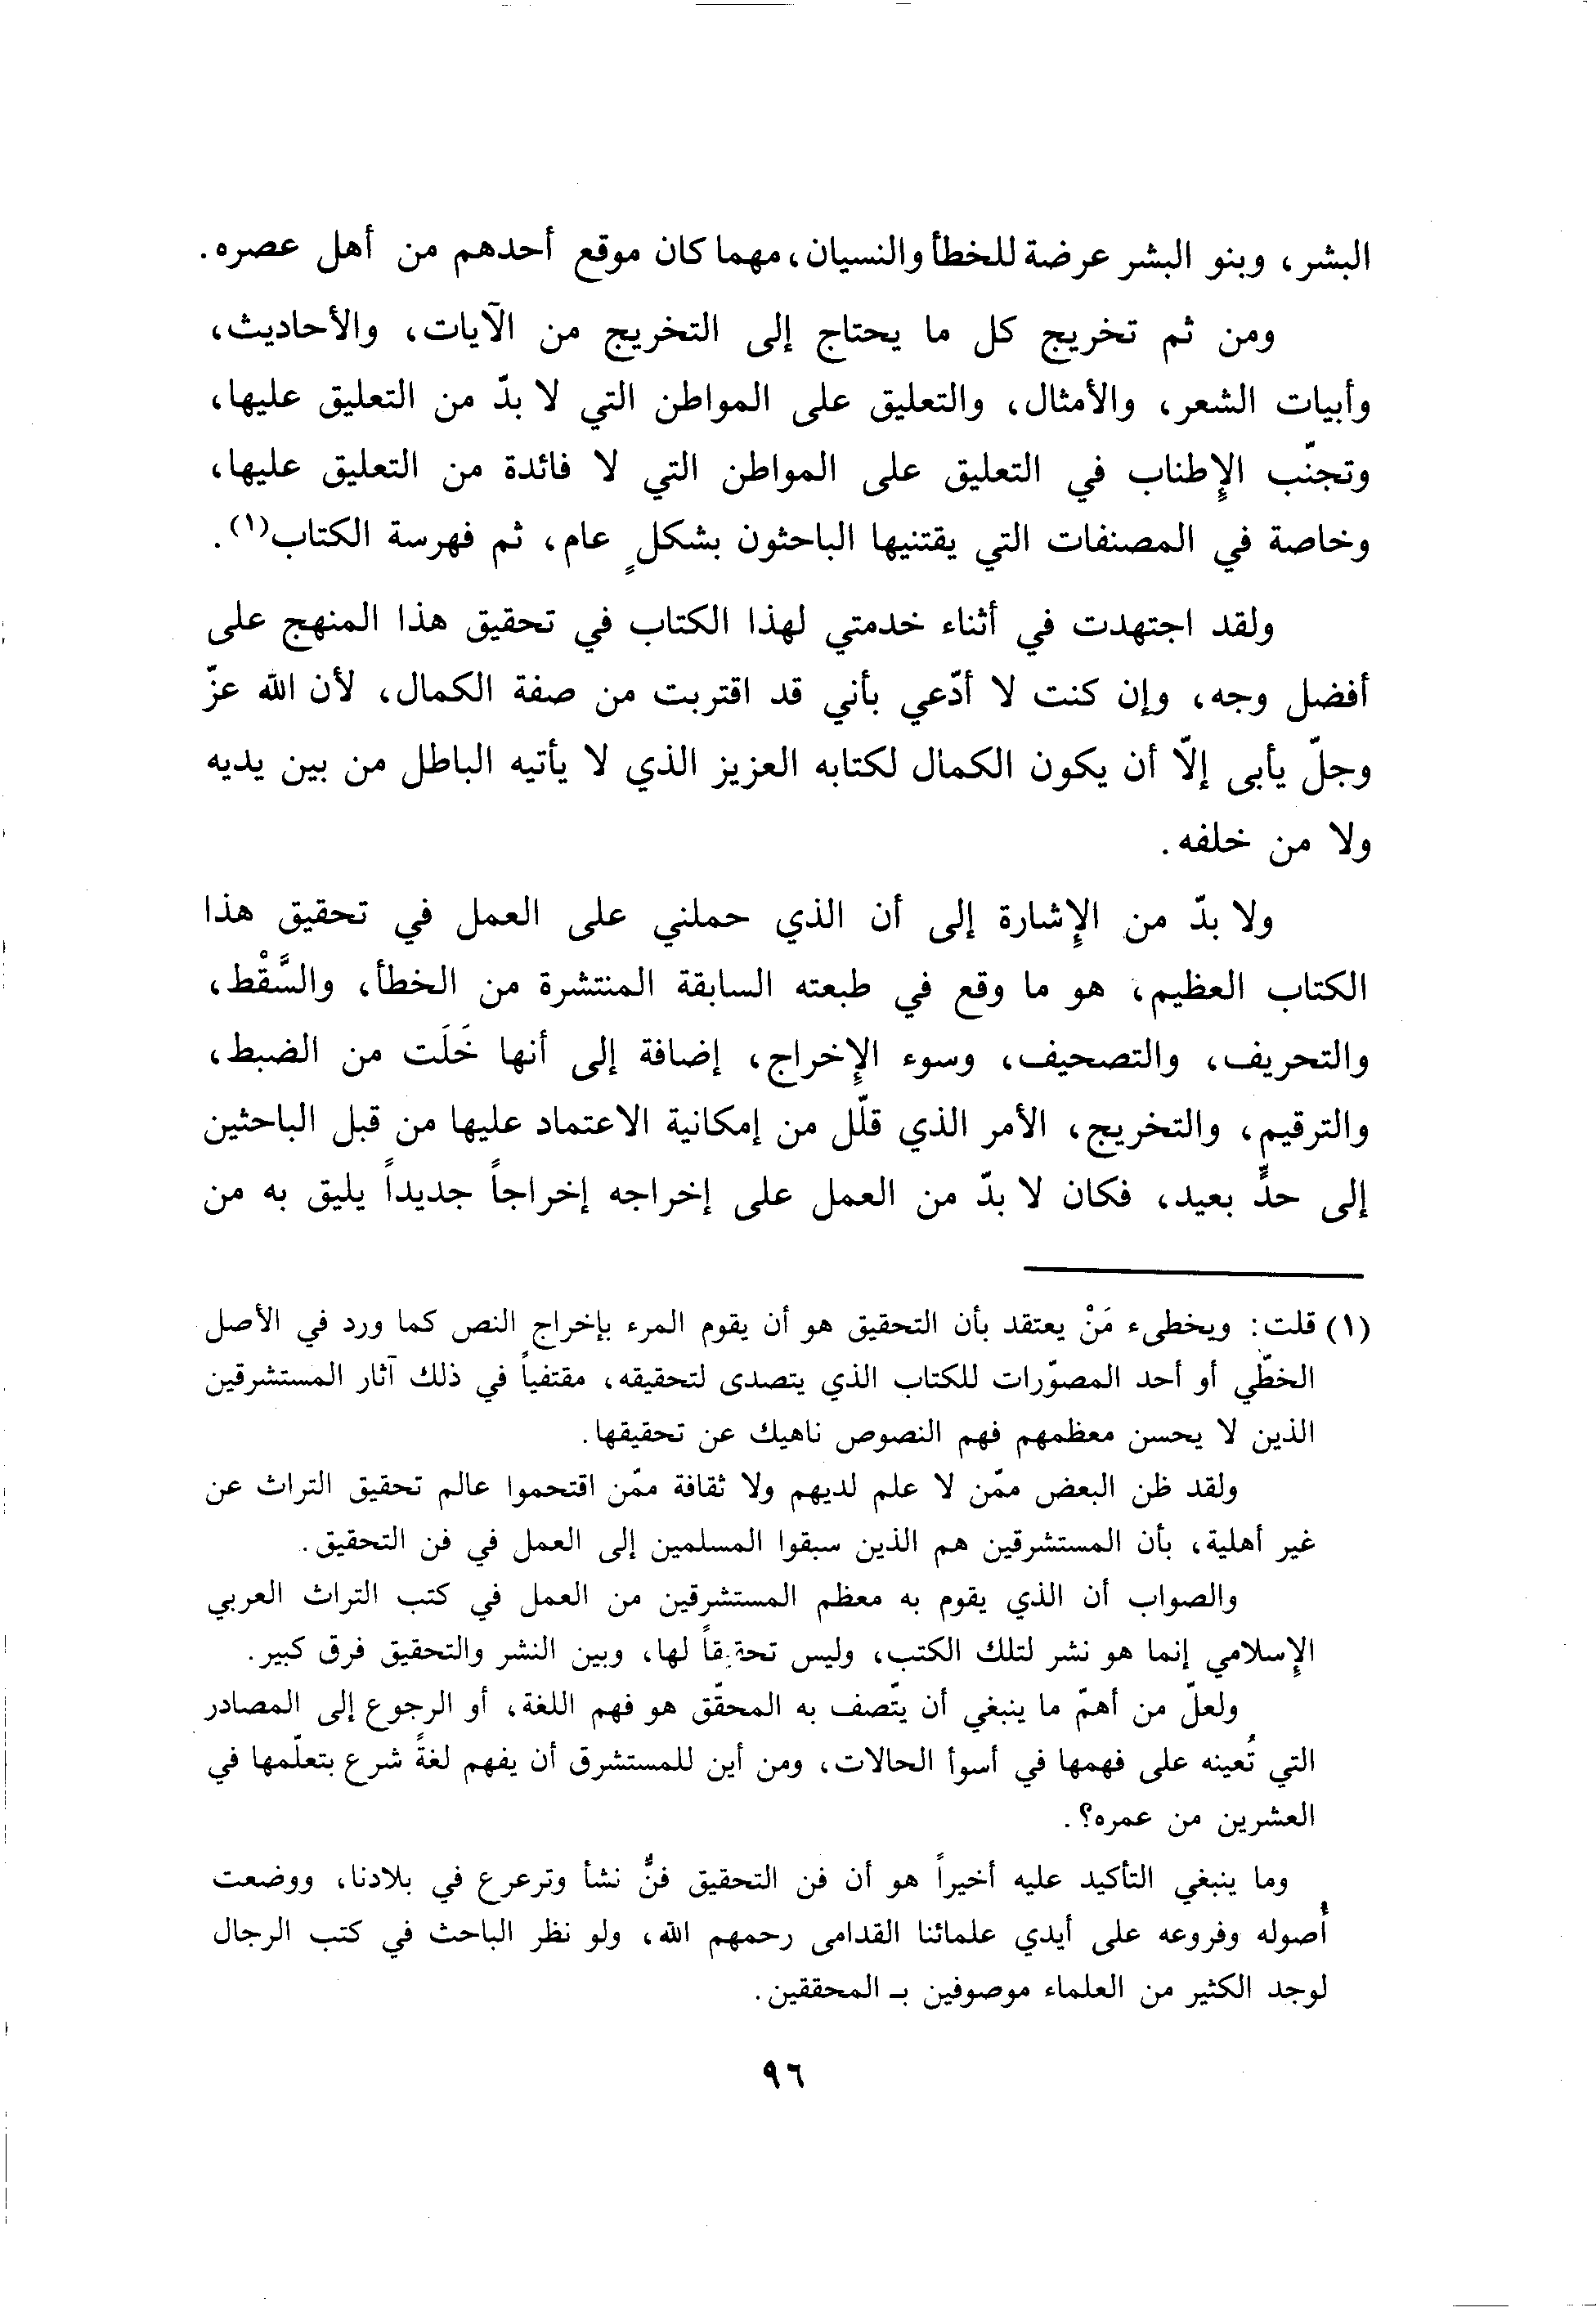 البشر، وبنو البشر عرضة للخطأ والنسيان، مهما كان موقع أحدهم من أهل عصره.
ومن ثم تخريج كل ما يحتاج إلى التخريج من الآيات، والأحاديث،
وأبيات الشعر، والأمثال، والتعليق على المواطن التي لا بدّ من التعليق عليها،
وتجنّب الإِطناب في التعليق على المواطن التي لا فائدة من التعليق عليها،
وخاصة في المصنفات التي يقتنيها الباحثون بشكلٍ عام، ثم فهرسة الكتاب(١).
ولقد اجتهدت في أثناء خدمتي لهذا الكتاب في تحقيق هذا المنهج على
أفضل وجه، وإن كنت لا أدّعي بأني قد اقتربت من صفة الكمال، لأن الله عزّ
وجلّ يأبى إلّا أن يكون الكمال لكتابه العزيز الذي لا يأتيه الباطل من بين يديه
ولا من خلفه.
ولا بدّ من الإِشارة إلى أن الذي حملني على العمل في تحقيق هذا
الكتاب العظيم، هو ما وقع في طبعته السابقة المنتشرة من الخطأ، والسَّقْط،
والتحريف، والتصحيف، وسوء الإِخراج، إضافة إلى أنها خَلَت من الضبط،
والترقيم، والتخريج، الأمر الذي قلّل من إمكانية الاعتماد عليها من قبل الباحثين
إلى حدٍّ بعيد، فكان لا بدّ من العمل على إخراجه إخراجاً جديداً يليق به من
(١) قلت: ويخطىء مَنْ يعتقد بأن التحقيق هو أن يقوم المرء بإخراج النص كما ورد في الأصل
الخطّي أو أحد المصوّرات للكتاب الذي يتصدى لتحقيقه، مقتفياً في ذلك آثار المستشرقين
الذين لا يحسن معظمهم فهم النصوص ناهيك عن تحقيقها.
ولقد ظن البعض ممّن لا علم لديهم ولا ثقافة ممّن اقتحموا عالم تحقيق التراث عن
غير أهلية، بأن المستشرقين هم الذين سبقوا المسلمين إلى العمل في فن التحقيق.
والصواب أن الذي يقوم به معظم المستشرقين من العمل في كتب التراث العربي
الإِسلامي إنما هو نشر لتلك الكتب، وليس تحقيقاً لها، وبين النشر والتحقيق فرق كبير.
ولعلّ من أهمّ ما ينبغي أن يتّصف به المحقّق هو فهم اللغة، أو الرجوع إلى المصادر
التي تُعينه على فهمها في أسوأ الحالات، ومن أين للمستشرق أن يفهم لغةً شرع بتعلّمها في
العشرين من عمره؟.
وما ينبغي التأكيد عليه أخيراً هو أن فن التحقيق فنٌّ نشأ وترعرع في بلادنا، ووضعت
أُصوله وفروعه على أيدي علمائنا القدامى رحمهم الله، ولو نظر الباحث في كتب الرجال
لوجد الكثير من العلماء موصوفين بـ المحققين.
٩٦